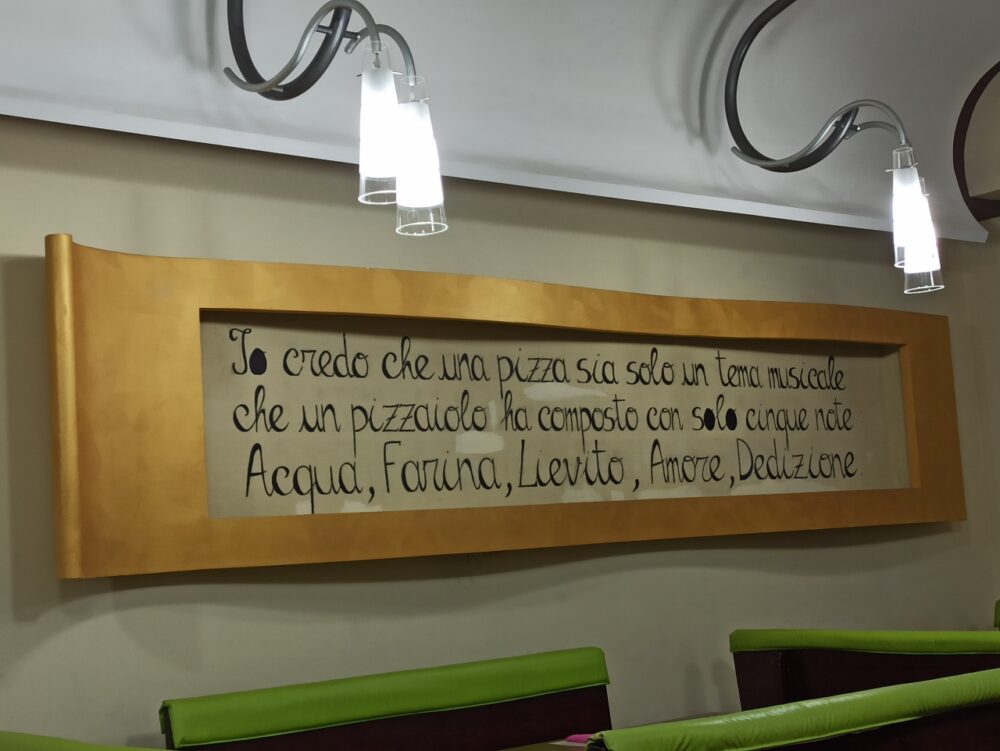 Io credo che una pizza sia solo un tema musicale
che un pizzaiolo ha composto con solo cinque note
Acqua, Farina, Lievito, Amore, Dedizione.